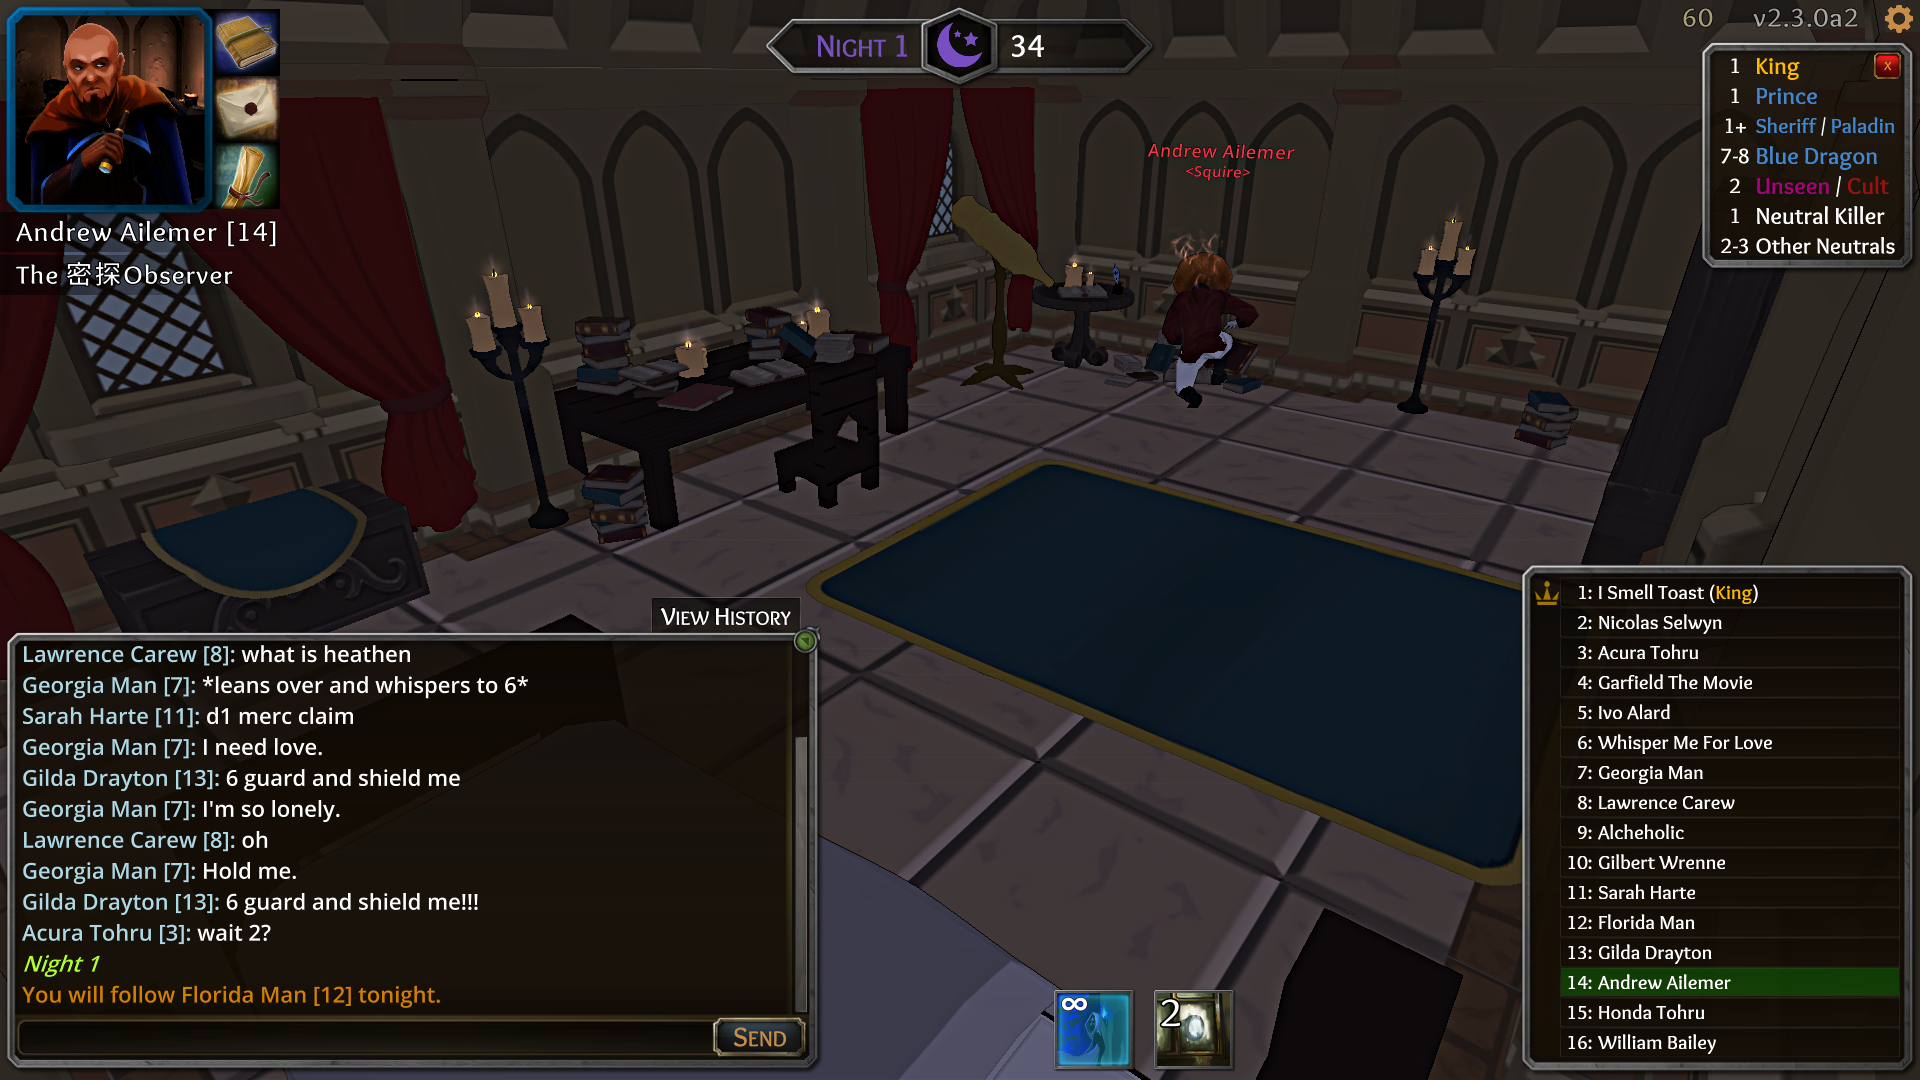 60 v2.3.0a2
NIGHT 1 34
1 King x
1 Prince
1+ Sheriff / Paladin
7-8 Blue Dragon
2 Unseen / Cult
1 Neutral Killer
2-3 Other Neutrals
Andrew Ailemer
<Squire>
Andrew Ailemer [14]
The 密探Observer
VIEW HISTORY
Lawrence Carew [8]: what is heathen
Georgia Man [7]: *leans over and whispers to 6*
Sarah Harte [11]: d1 merc claim
Georgia Man [7]: I need love.
Gilda Drayton [13]: 6 guard and shield me
Georgia Man [7]: I'm so lonely.
Lawrence Carew [8]: oh
Georgia Man [7]: Hold me.
Gilda Drayton [13]: 6 guard and shield me!!!
Acura Tohru [3]: wait 2?
Night 1
You will follow Florida Man [12] tonight.
SEND
∞ 2
1: I Smell Toast (King)
2: Nicolas Selwyn
3: Acura Tohru
4: Garfield The Movie
5: Ivo Alard
6: Whisper Me For Love
7: Georgia Man
8: Lawrence Carew
9: Alcheholic
10: Gilbert Wrenne
11: Sarah Harte
12: Florida Man
13: Gilda Drayton
14: Andrew Ailemer
15: Honda Tohru
16: William Bailey